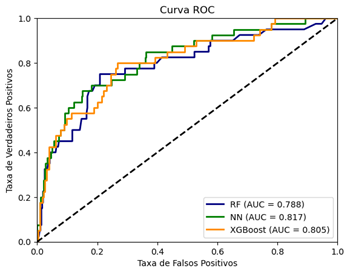 Curva ROC
1.0
0.8
0.6
0.4
0.2
0.0
Taxa de Verdadeiros Positivos
RF (AUC = 0.788)
NN (AUC = 0.817)
XGBoost (AUC = 0.805)
0.0 0.2 0.4 0.6 0.8 1.0
Taxa de Falsos Positivos